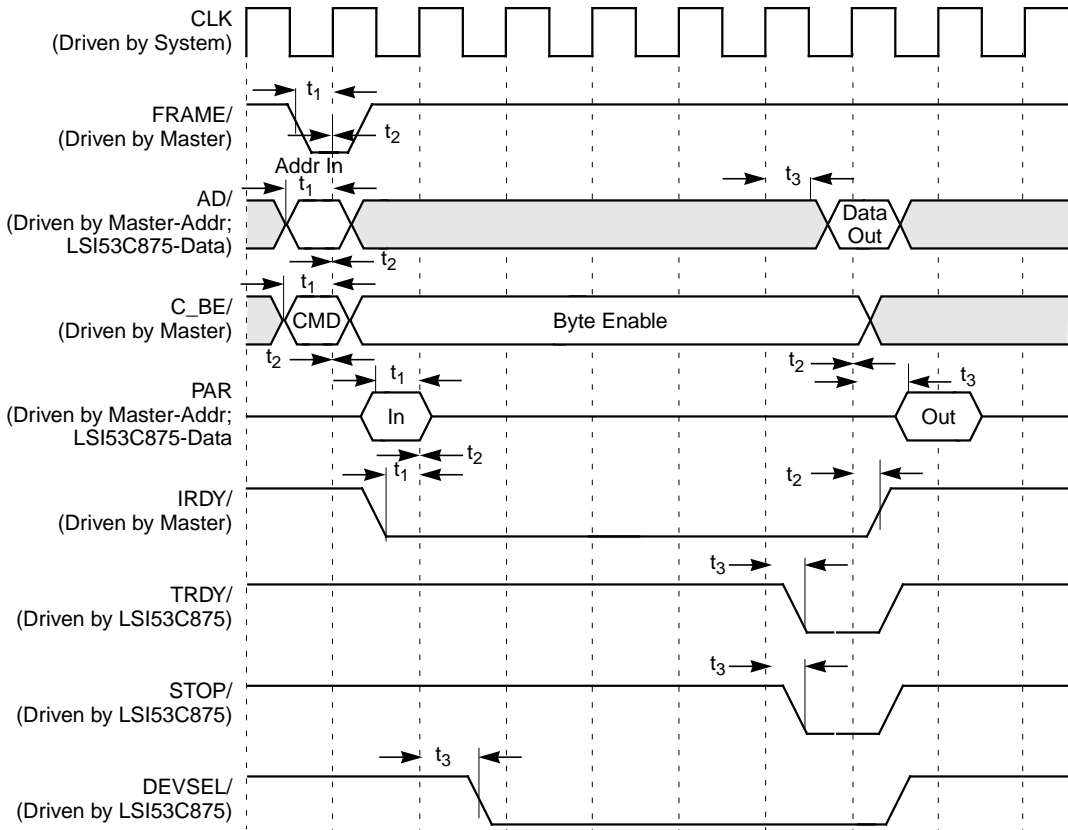 CLK
(Driven by System)
t1
FRAME/
(Driven by Master)
t2
Addr In
t1
t3
AD/
(Driven by Master-Addr;
LSI53C875-Data)
Data
Out
t2
t1
C_BE/
(Driven by Master)
CMD
Byte Enable
t2
t2
t1
t3
PAR
(Driven by Master-Addr;
LSI53C875-Data
In
Out
t2
t1
t2
IRDY/
(Driven by Master)
t3
TRDY/
(Driven by LSI53C875)
t3
STOP/
(Driven by LSI53C875)
t3
DEVSEL/
(Driven by LSI53C875)